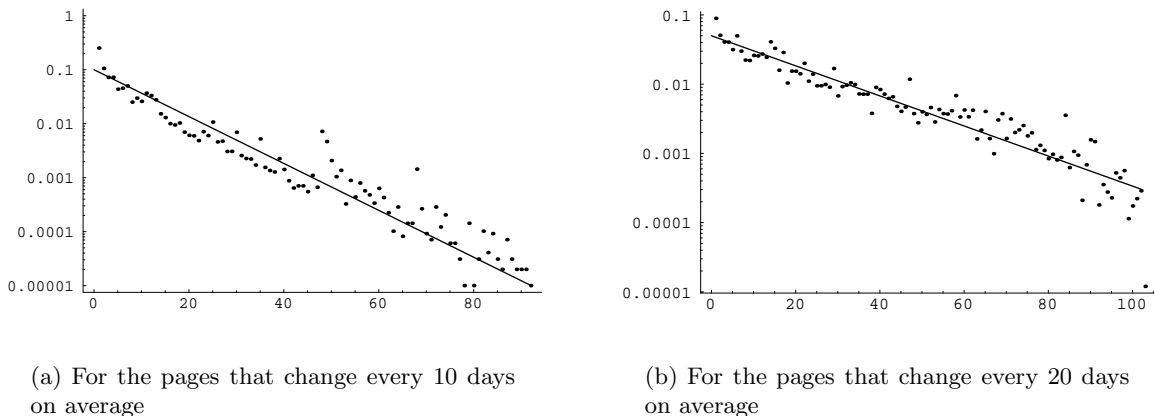 1
0.1
0.01
0.001
0.0001
0.00001
0 20 40 60 80
0.1
0.01
0.001
0.0001
0.00001
0 20 40 60 80 100
(a) For the pages that change every 10 days
on average
(b) For the pages that change every 20 days
on average